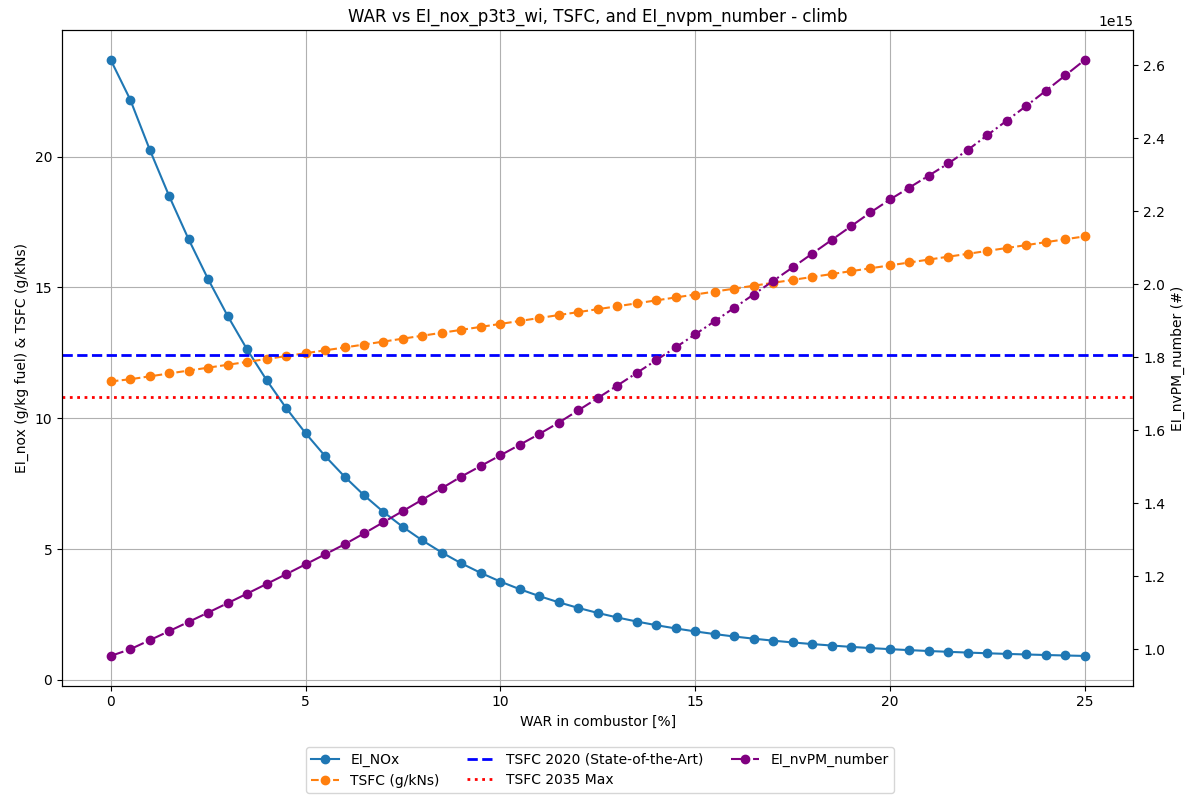 WAR vs EI_nox_p3t3_wi, TSFC, and EI_nvpm_number - climb
1e15
EI_nox (g/kg fuel) & TSFC (g/kNs)
20
15
10
5
0
2.6
2.4
2.2
2.0
1.8
1.6
1.4
1.2
1.0
EI_nvPM_number (#)
0 5 10 15 20 25
WAR in combustor [%]
EI_NOx
TSFC (g/kNs)
TSFC 2020 (State-of-the-Art)
TSFC 2035 Max
EI_nvPM_number